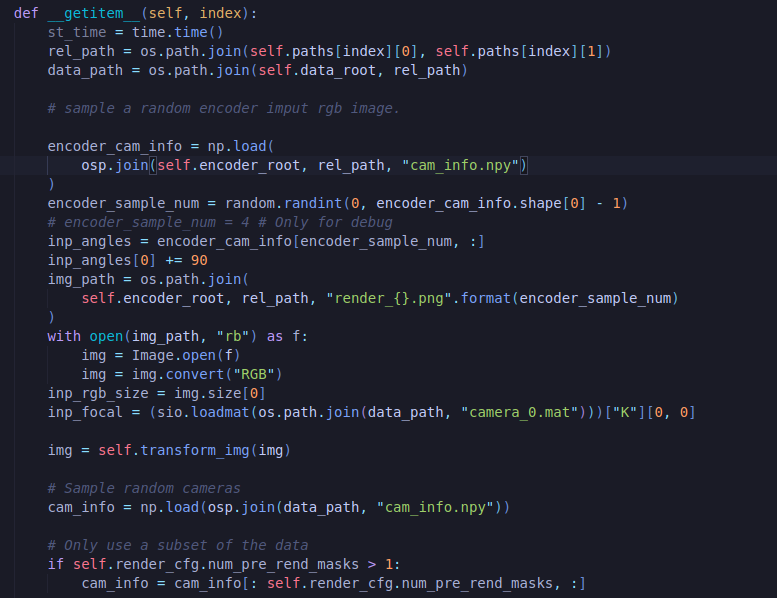 def __getitem__(self, index):
    st_time = time.time()
    rel_path = os.path.join(self.paths[index][0], self.paths[index][1])
    data_path = os.path.join(self.data_root, rel_path)

    # sample a random encoder imput rgb image.

    encoder_cam_info = np.load(
        osp.join(self.encoder_root, rel_path, "cam_info.npy")
    )
    encoder_sample_num = random.randint(0, encoder_cam_info.shape[0] - 1)
    # encoder_sample_num = 4 # Only for debug
    inp_angles = encoder_cam_info[encoder_sample_num, :]
    inp_angles[0] += 90
    img_path = os.path.join(
        self.encoder_root, rel_path, "render_{}.png".format(encoder_sample_num)
    )
    with open(img_path, "rb") as f:
        img = Image.open(f)
        img = img.convert("RGB")
    inp_rgb_size = img.size[0]
    inp_focal = (sio.loadmat(os.path.join(data_path, "camera_0.mat")))["K"][0, 0]

    img = self.transform_img(img)

    # Sample random cameras
    cam_info = np.load(osp.join(data_path, "cam_info.npy"))

    # Only use a subset of the data
    if self.render_cfg.num_pre_rend_masks > 1:
        cam_info = cam_info[: self.render_cfg.num_pre_rend_masks, :]